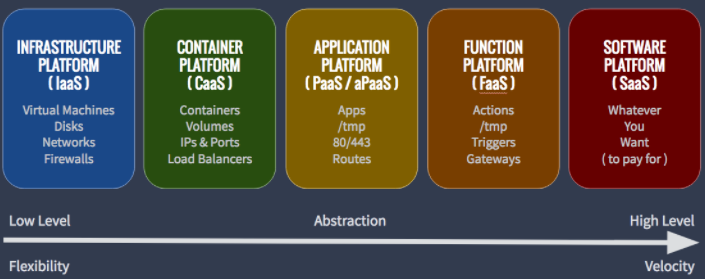 INFRASTRUCTURE
PLATFORM
( IaaS )
Virtual Machines
Disks
Networks
Firewalls
CONTAINER
PLATFORM
( CaaS )
Containers
Volumes
IPs & Ports
Load Balancers
APPLICATION
PLATFORM
( PaaS / aPaaS )
Apps
/tmp
80/443
Routes
FUNCTION
PLATFORM
( FaaS )
Actions
/tmp
Triggers
Gateways
SOFTWARE
PLATFORM
( SaaS )
Whatever
You
Want
( to pay for )
Low Level
Abstraction
High Level
Flexibility
Velocity